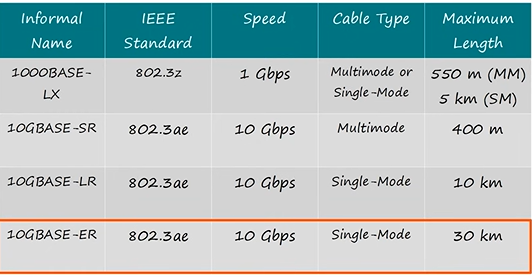 Informal Name IEEE Standard Speed Cable Type Maximum Length
1000BASE-LX 802.3z 1 Gbps Multimode or Single-Mode 550 m (MM) 5 km (SM)
10GBASE-SR 802.3ae 10 Gbps Multimode 400 m
10GBASE-LR 802.3ae 10 Gbps Single-Mode 10 km
10GBASE-ER 802.3ae 10 Gbps Single-Mode 30 km